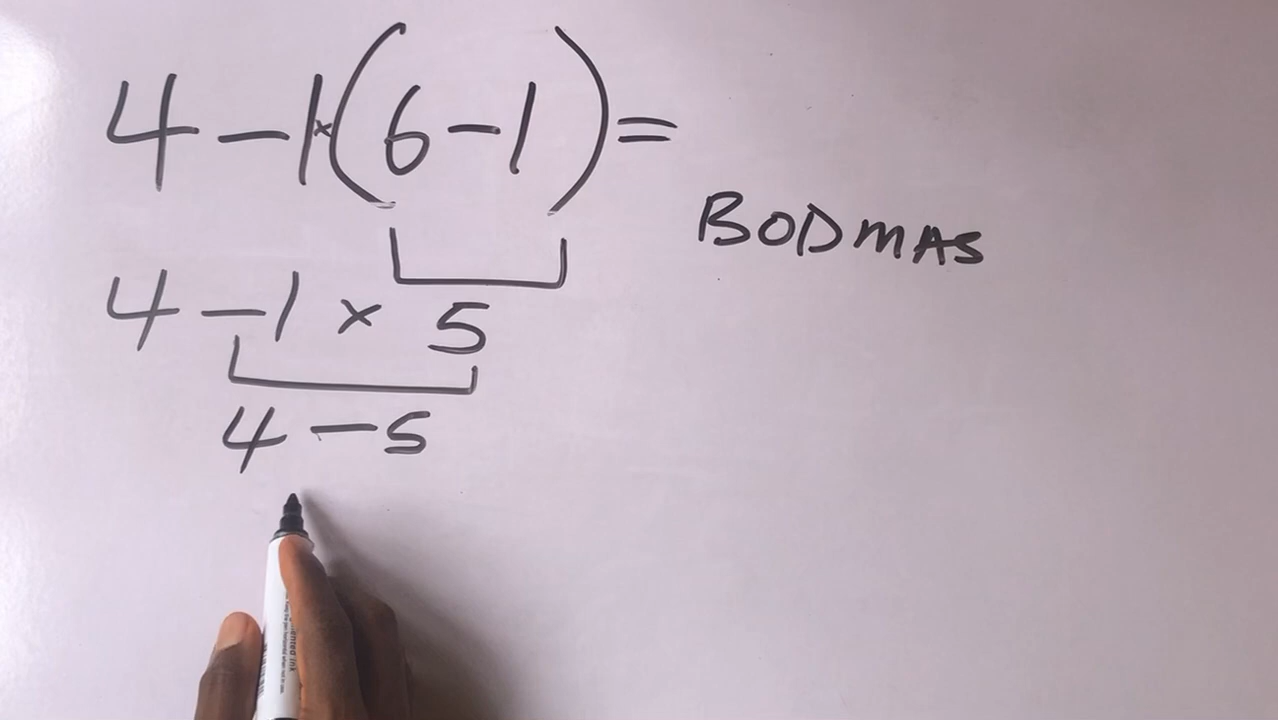 4 - 1 × (6 - 1) =
BODMAS
4 - 1 × 5
4 - 5